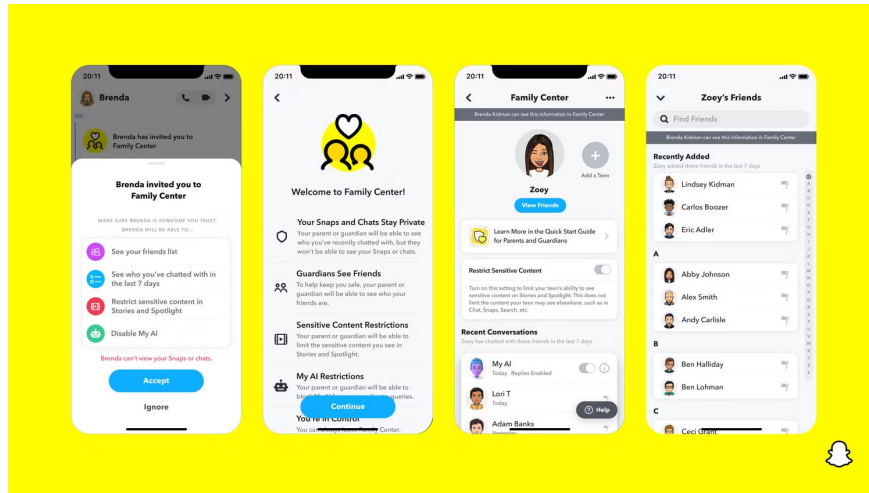 20:11
Brenda
ME
Brenda has invited you to
Family Center
Brenda invited you to
Family Center
MAKE SURE BRENDA IS SOMEONE YOU TRUST.
BRENDA WILL BE ABLE TO...
See your friends list
See who you've chatted with in
the last 7 days
Restrict sensitive content in
Stories and Spotlight
Disable My AI
Brenda can't view your Snaps or chats.
Accept
Ignore
20:11
Welcome to Family Center!
Your Snaps and Chats Stay Private
Your parent or guardian will be able to see
who you've recently chatted with, but they
won't be able to see your Snaps or chats.
Guardians See Friends
To help keep you safe, your parent or
guardian will be able to see who your
friends are.
Sensitive Content Restrictions
Your parent or guardian will be able to
limit the sensitive content you see in
Stories and Spotlight.
My AI Restrictions
Your parent or guardian will be able to
queries.
Continue
You're in Control
You can Family Center.
20:11
Family Center
Brenda Kidman can see this information in Family Center
Add a Teen
Zoey
View Friends
Learn More in the Quick Start Guide
for Parents and Guardians
Restrict Sensitive Content
Turn on this setting to limit your teen's ability to see
sensitive content on Stories and Spotlight. This does not
limit the content your teen may see elsewhere, such as in
Chat, Snaps, Search, etc.
Recent Conversations
Zoey has chatted with these friends in the last 7 days
My AI
Today Replies Enabled
Lori T
Today
Help
Adam Banks
Yesterday
20:11
Zoey's Friends
Find Friends
Brenda Kidman can see this information in Family Center
Recently Added
Zoey added these friends in the last 7 days
Lindsey Kidman
Carlos Boozer
Eric Adler
A
Abby Johnson
Alex Smith
Andy Carlisle
B
Ben Halliday
Ben Lohman
C
Ceci Grant